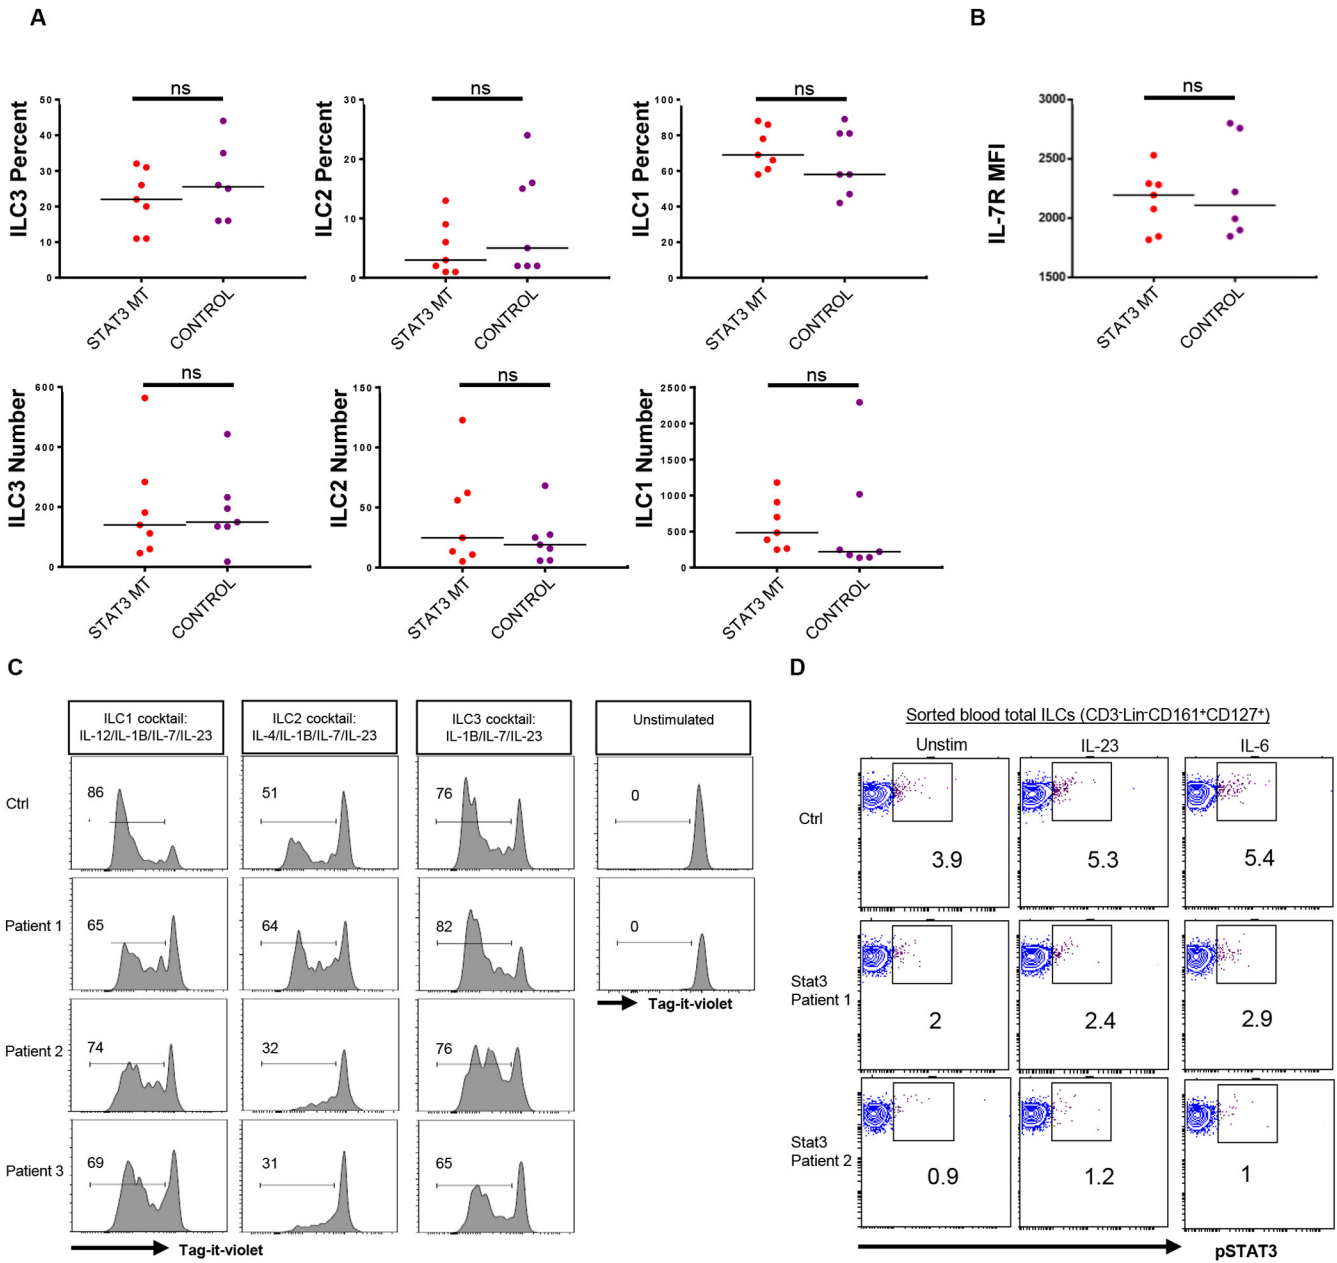 A
B
ns
ns
ns
ns
ILC3 Percent
50
40
30
20
10
0
STAT3 MT
CONTROL
ILC2 Percent
30
20
10
0
STAT3 MT
CONTROL
ILC1 Percent
100
80
60
40
20
0
STAT3 MT
CONTROL
IL-7R MFI
3000
2500
2000
1500
STAT3 MT
CONTROL
ns
ns
ns
ILC3 Number
600
400
200
0
STAT3 MT
CONTROL
ILC2 Number
150
100
50
0
STAT3 MT
CONTROL
ILC1 Number
2500
2000
1500
1000
500
0
STAT3 MT
CONTROL
C
ILC1 cocktail:
IL-12/IL-1B/IL-7/IL-23
ILC2 cocktail:
IL-4/IL-1B/IL-7/IL-23
ILC3 cocktail:
IL-1B/IL-7/IL-23
Unstimulated
Ctrl
86
51
76
0
Patient 1
65
64
82
0
Tag-it-violet
Patient 2
74
32
76
Patient 3
69
31
65
Tag-it-violet
D
Sorted blood total ILCs (CD3-Lin-CD161+CD127+)
Unstim
IL-23
IL-6
Ctrl
3.9
5.3
5.4
Stat3
Patient 1
2
2.4
2.9
Stat3
Patient 2
0.9
1.2
1
pSTAT3